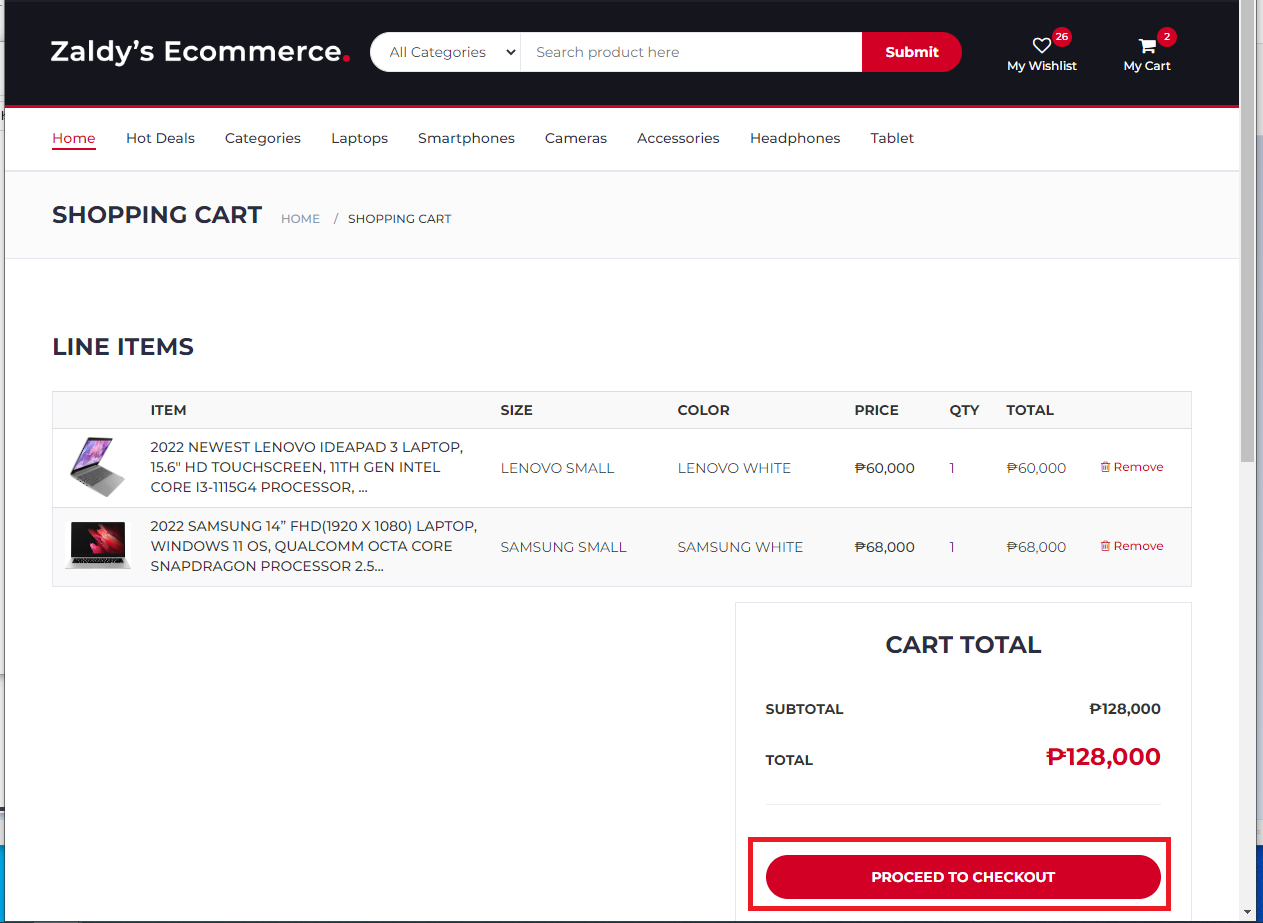 Zaldy’s Ecommerce.
All Categories
Search product here
Submit
26
My Wishlist
2
My Cart
Home Hot Deals Categories Laptops Smartphones Cameras Accessories Headphones Tablet
SHOPPING CART
HOME / SHOPPING CART
LINE ITEMS
ITEM SIZE COLOR PRICE QTY TOTAL
2022 NEWEST LENOVO IDEAPAD 3 LAPTOP,
15.6" HD TOUCHSCREEN, 11TH GEN INTEL
CORE I3-1115G4 PROCESSOR, ...
LENOVO SMALL LENOVO WHITE ₱60,000 1 ₱60,000 Remove
2022 SAMSUNG 14” FHD(1920 X 1080) LAPTOP,
WINDOWS 11 OS, QUALCOMM OCTA CORE
SNAPDRAGON PROCESSOR 2.5...
SAMSUNG SMALL SAMSUNG WHITE ₱68,000 1 ₱68,000 Remove
CART TOTAL
SUBTOTAL ₱128,000
TOTAL ₱128,000
PROCEED TO CHECKOUT